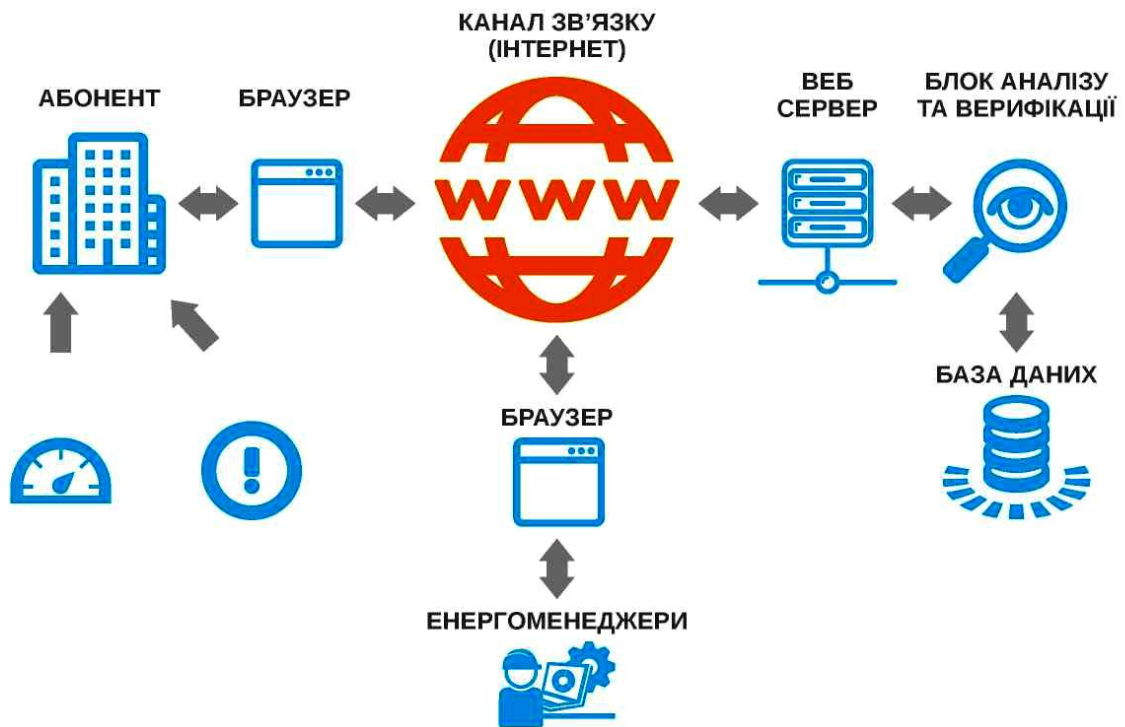 КАНАЛ ЗВ’ЯЗКУ
(ІНТЕРНЕТ)
АБОНЕНТ
БРАУЗЕР
ВЕБ
СЕРВЕР
БЛОК АНАЛІЗУ
ТА ВЕРИФІКАЦІЇ
WWW
БРАУЗЕР
БАЗА ДАНИХ
ЕНЕРГОМЕНЕДЖЕРИ